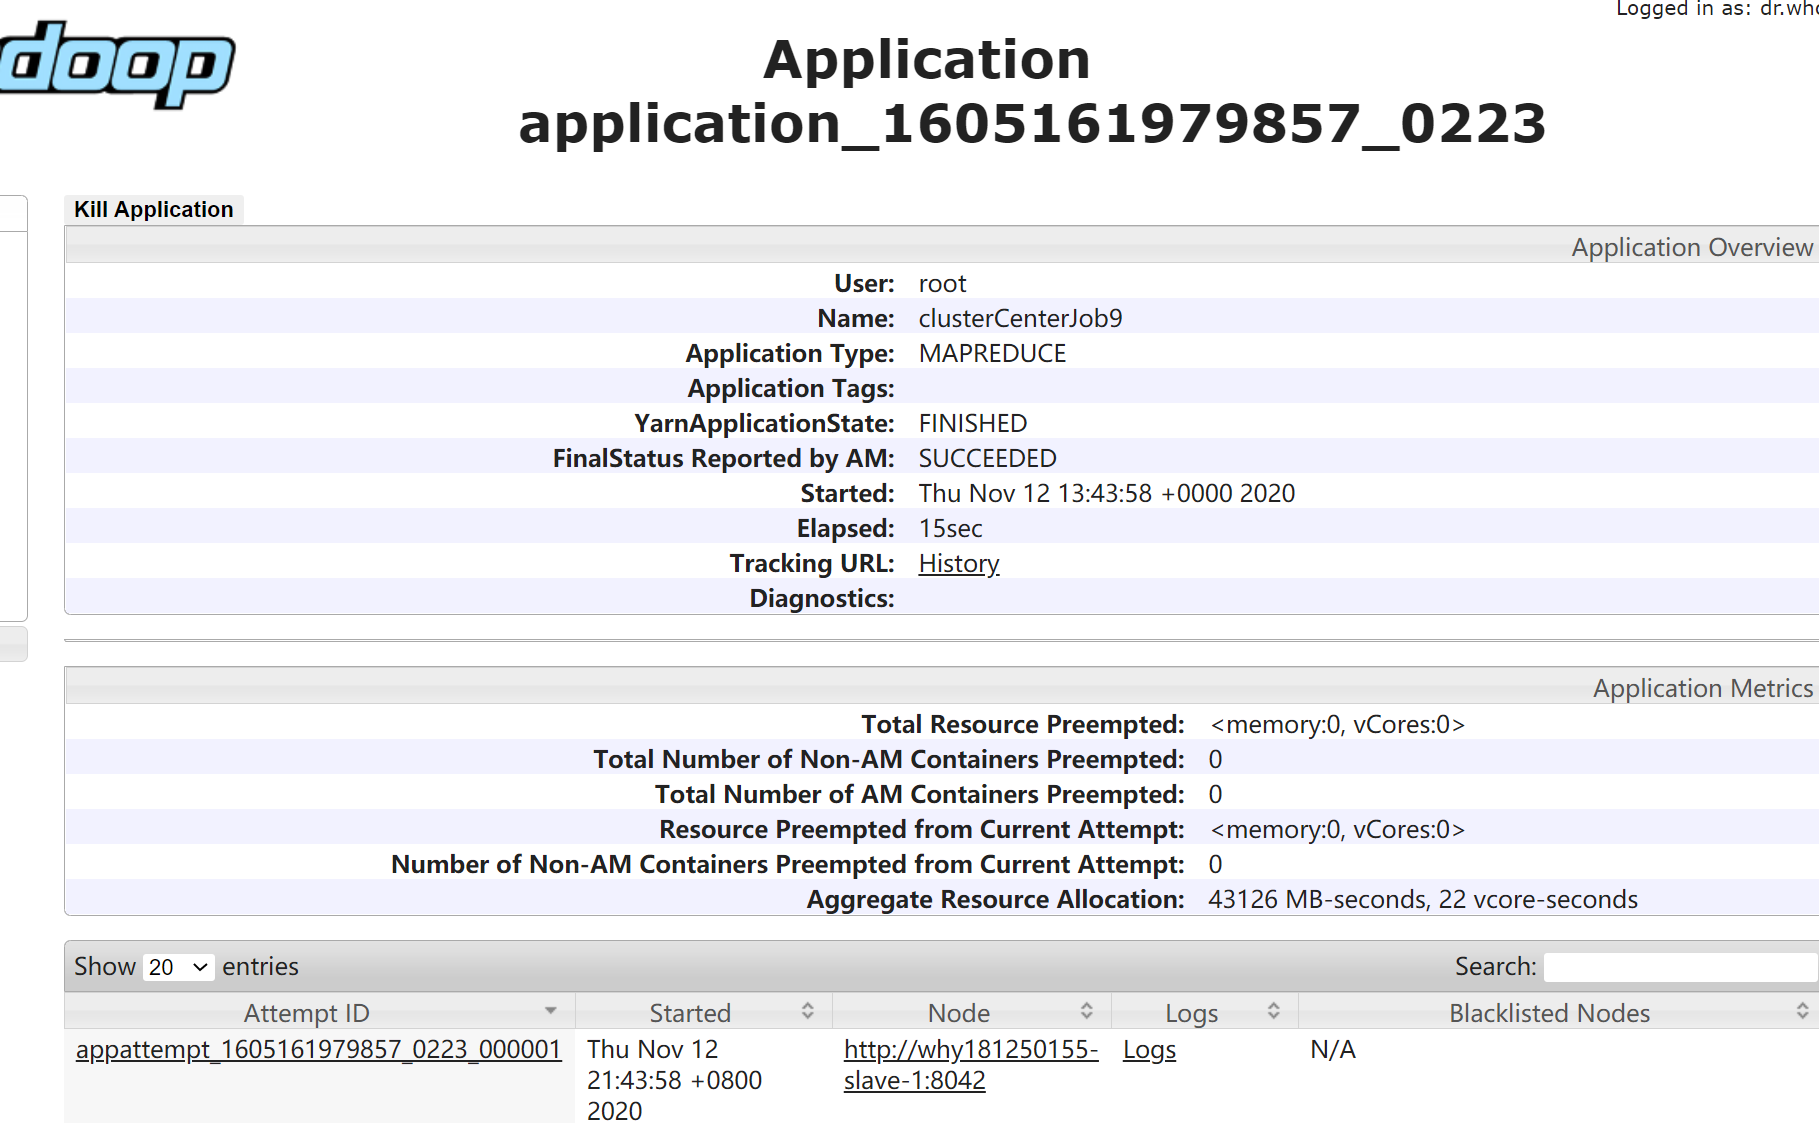 Logged in as: dr.who
doop
Application
application_1605161979857_0223
Kill Application
Application Overview
User: root
Name: clusterCenterJob9
Application Type: MAPREDUCE
Application Tags:
YarnApplicationState: FINISHED
FinalStatus Reported by AM: SUCCEEDED
Started: Thu Nov 12 13:43:58 +0000 2020
Elapsed: 15sec
Tracking URL: History
Diagnostics:
Application Metrics
Total Resource Preempted: <memory:0, vCores:0>
Total Number of Non-AM Containers Preempted: 0
Total Number of AM Containers Preempted: 0
Resource Preempted from Current Attempt: <memory:0, vCores:0>
Number of Non-AM Containers Preempted from Current Attempt: 0
Aggregate Resource Allocation: 43126 MB-seconds, 22 vcore-seconds
Show 20 entries Search:
Attempt ID Started Node Logs Blacklisted Nodes
appattempt_1605161979857_0223_000001 Thu Nov 12 http://why181250155- Logs N/A
21:43:58 +0800 slave-1:8042
2020